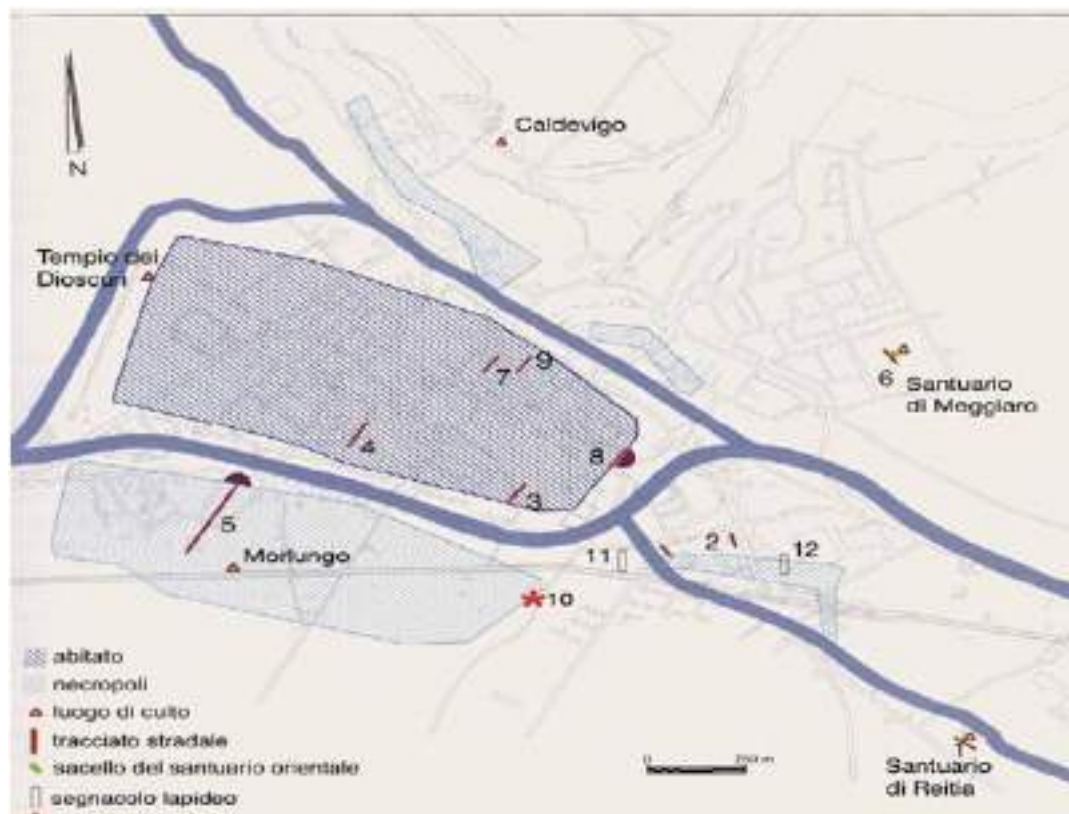 Caldevigo
N
Tempio dei
Dioscuri
7
9
6
Santuario
di Meggiaro
4
8
3
5
2
11
12
Morlungo
10
abitato
necropoli
luogo di culto
tracciato stradale
sacello del santuario orientale
segnacolo lapideo
0
250 m
Santuario
di Reitia